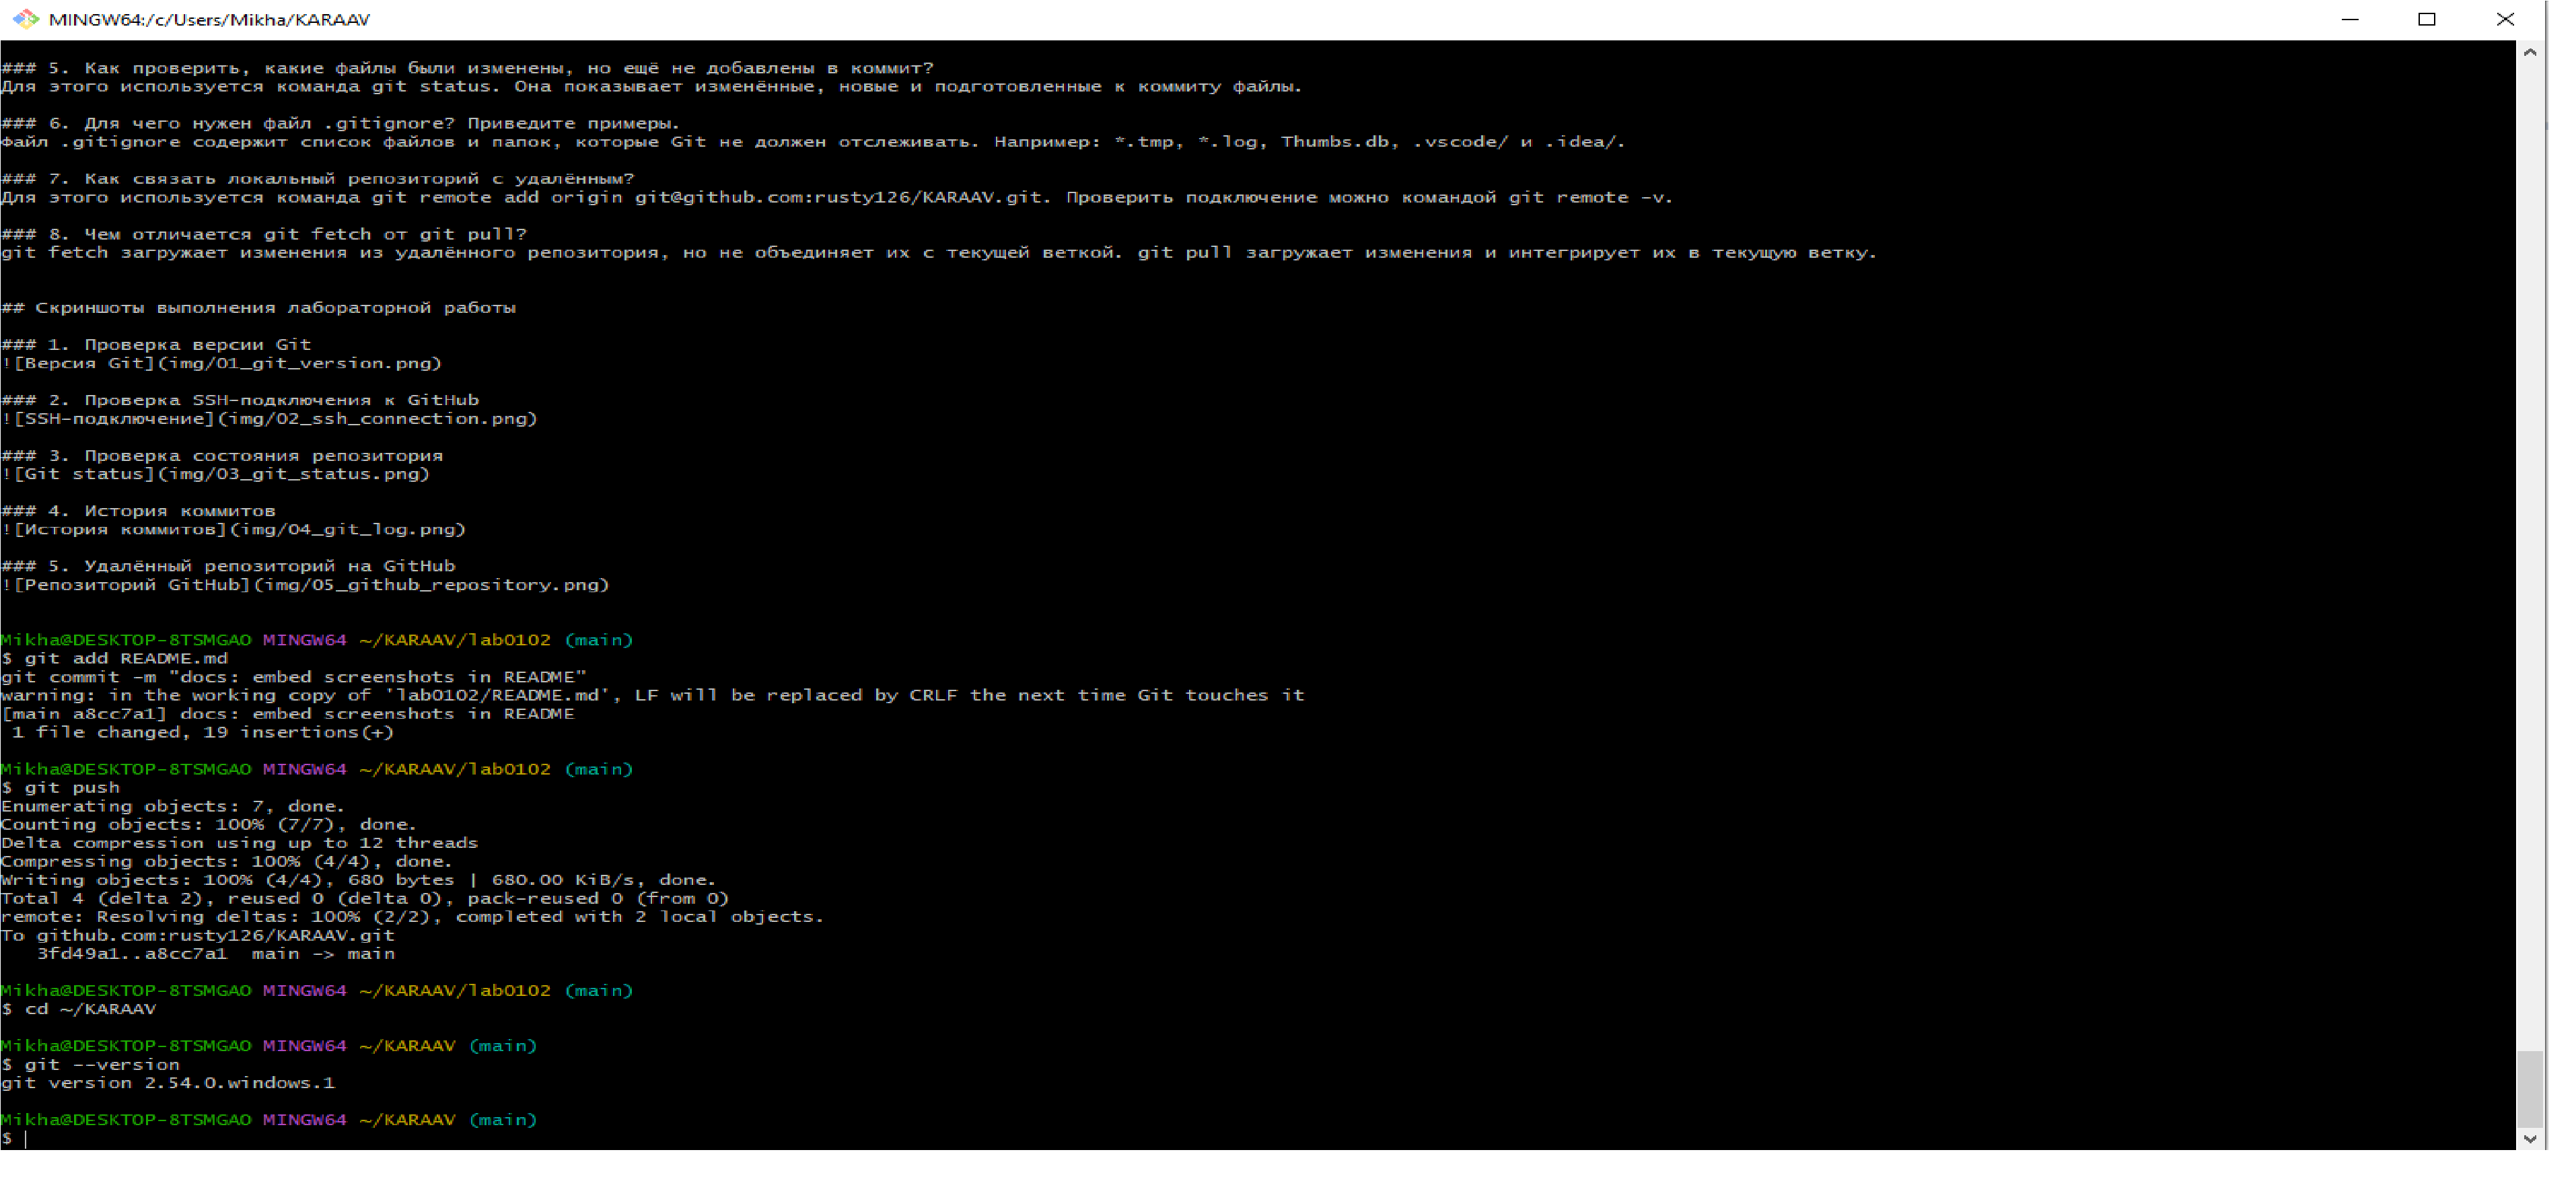 MINGW64:/c/Users/Mikha/KARAAV
### 5. Как проверить, какие файлы были изменены, но ещё не добавлены в коммит?
Для этого используется команда git status. Она показывает изменённые, новые и подготовленные к коммиту файлы.
### 6. Для чего нужен файл .gitignore? Приведите примеры.
Файл .gitignore содержит список файлов и папок, которые Git не должен отслеживать. Например: *.tmp, *.log, Thumbs.db, .vscode/ и .idea/.
### 7. Как связать локальный репозиторий с удалённым?
Для этого используется команда git remote add origin git@github.com:rusty126/KARAAV.git. Проверить подключение можно командой git remote -v.
### 8. Чем отличается git fetch от git pull?
git fetch загружает изменения из удалённого репозитория, но не объединяет их с текущей веткой. git pull загружает изменения и интегрирует их в текущую ветку.
## Скриншоты выполнения лабораторной работы
### 1. Проверка версии Git
![Версия Git](img/01_git_version.png)
### 2. Проверка SSH-подключения к GitHub
![SSH-подключение](img/02_ssh_connection.png)
### 3. Проверка состояния репозитория
![Git status](img/03_git_status.png)
### 4. История коммитов
![История коммитов](img/04_git_log.png)
### 5. Удалённый репозиторий на GitHub
![Репозиторий GitHub](img/05_github_repository.png)
Mikha@DESKTOP-8TSMGAO MINGW64 ~/KARAAV/lab0102 (main)
$ git add README.md
git commit -m "docs: embed screenshots in README"
warning: in the working copy of 'lab0102/README.md', LF will be replaced by CRLF the next time Git touches it
[main a8cc7a1] docs: embed screenshots in README
1 file changed, 19 insertions(+)
Mikha@DESKTOP-8TSMGAO MINGW64 ~/KARAAV/lab0102 (main)
$ git push
Enumerating objects: 7, done.
Counting objects: 100% (7/7), done.
Delta compression using up to 12 threads
Compressing objects: 100% (4/4), done.
Writing objects: 100% (4/4), 680 bytes | 680.00 KiB/s, done.
Total 4 (delta 2), reused 0 (delta 0), pack-reused 0 (from 0)
remote: Resolving deltas: 100% (2/2), completed with 2 local objects.
To github.com:rusty126/KARAAV.git
3fd49a1..a8cc7a1  main -> main
Mikha@DESKTOP-8TSMGAO MINGW64 ~/KARAAV/lab0102 (main)
$ cd ~/KARAAV
Mikha@DESKTOP-8TSMGAO MINGW64 ~/KARAAV (main)
$ git --version
git version 2.54.0.windows.1
Mikha@DESKTOP-8TSMGAO MINGW64 ~/KARAAV (main)
$